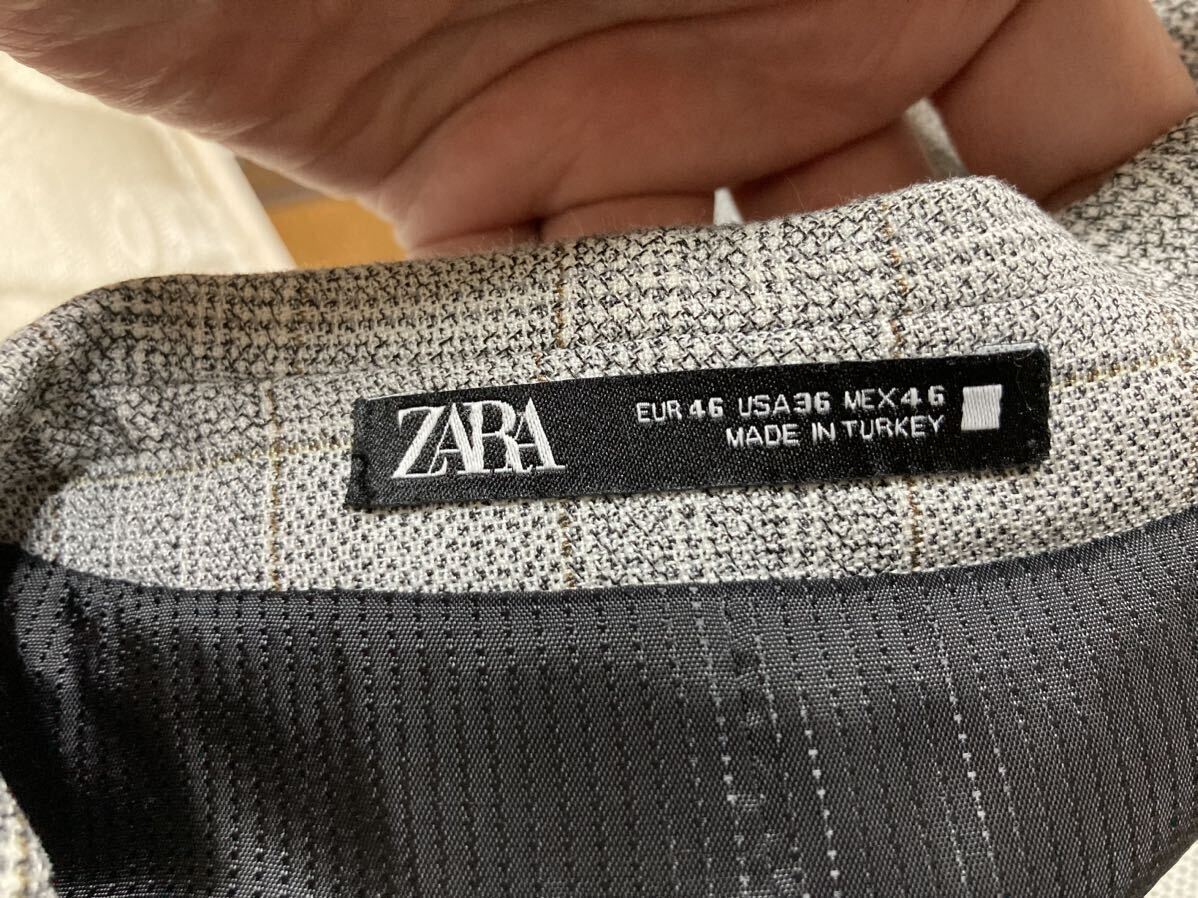 ZARA
EUR 46 USA 36 MEX 46
MADE IN TURKEY